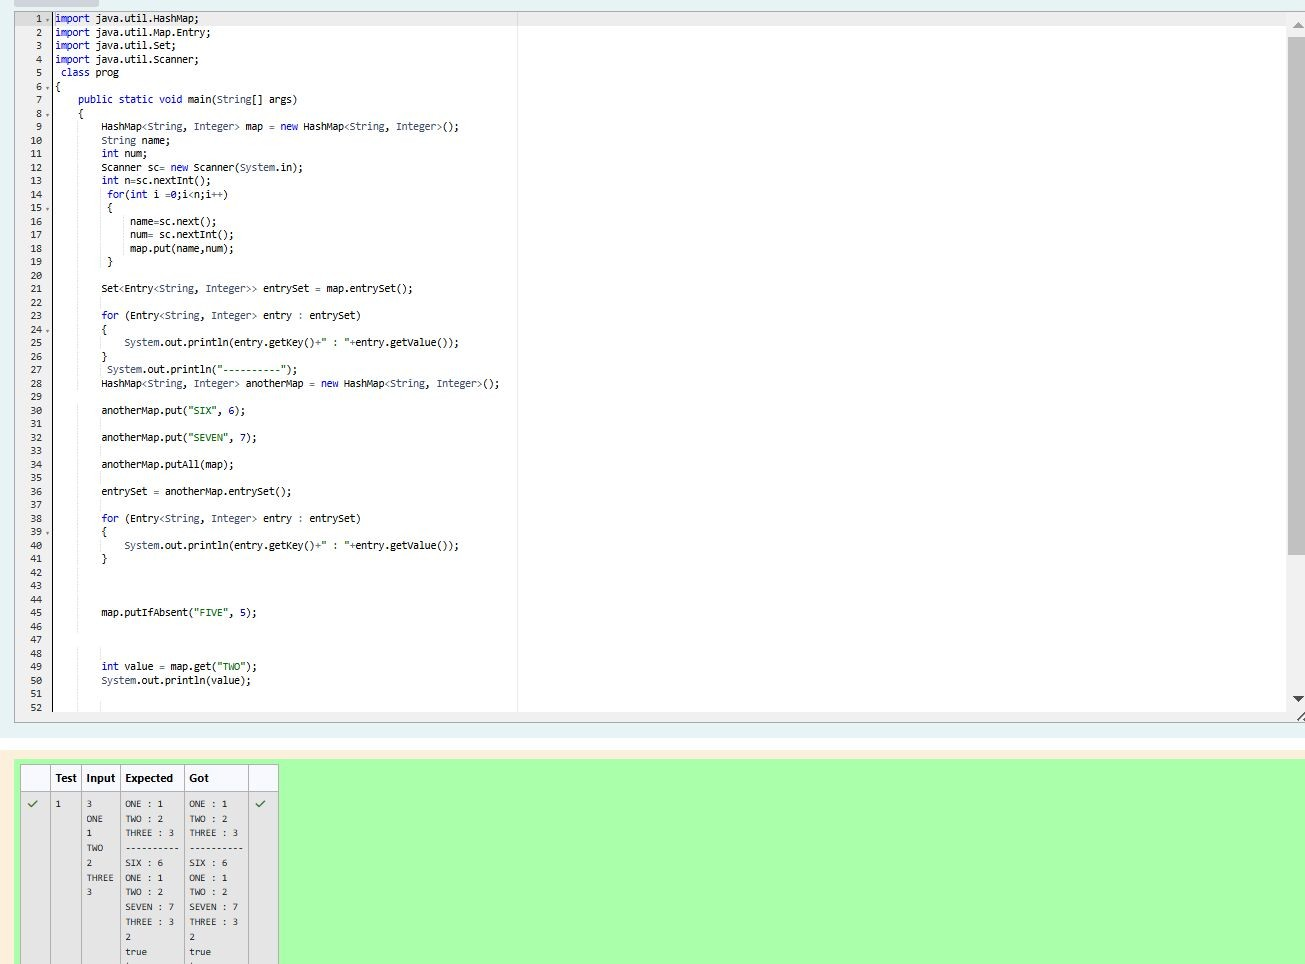 1 import java.util.HashMap;
2 import java.util.Map.Entry;
3 import java.util.Set;
4 import java.util.Scanner;
5 class prog
6 {
7 public static void main(String[] args)
8 {
9 HashMap<String, Integer> map = new HashMap<String, Integer>();
10 String name;
11 int num;
12 Scanner sc= new Scanner(System.in);
13 int n=sc.nextInt();
14 for(int i =0;i<n;i++)
15 {
16 name=sc.next();
17 num= sc.nextInt();
18 map.put(name,num);
19 }
20
21 Set<Entry<String, Integer>> entrySet = map.entrySet();
22
23 for (Entry<String, Integer> entry : entrySet)
24 {
25 System.out.println(entry.getKey()+" : "+entry.getValue());
26 }
27 System.out.println("----------");
28 HashMap<String, Integer> anotherMap = new HashMap<String, Integer>();
29
30 anotherMap.put("SIX", 6);
31
32 anotherMap.put("SEVEN", 7);
33
34 anotherMap.putAll(map);
35
36 entrySet = anotherMap.entrySet();
37
38 for (Entry<String, Integer> entry : entrySet)
39 {
40 System.out.println(entry.getKey()+" : "+entry.getValue());
41 }
42
43
44
45 map.putIfAbsent("FIVE", 5);
46
47
48
49 int value = map.get("TWO");
50 System.out.println(value);
51
52
Test Input Expected Got
1 3 ONE : 1 ONE : 1
ONE TWO : 2 TWO : 2
1 THREE : 3 THREE : 3
TWO ---------- ----------
2 SIX : 6 SIX : 6
THREE ONE : 1 ONE : 1
3 TWO : 2 TWO : 2
SEVEN : 7 SEVEN : 7
THREE : 3 THREE : 3
2 2
true true